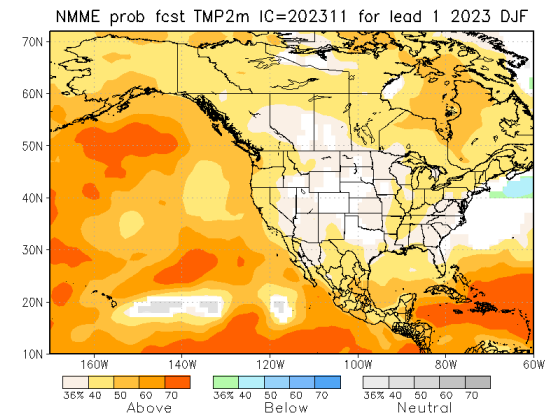 NMME prob fcst TMP2m IC=202311 for lead 1 2023 DJF
70N
60N
50N
40N
30N
20N
10N
160W 140W 120W 100W 80W 60W
36% 40 50 60 70 36% 40 50 60 70 36% 40 50 60 70
Above Below Neutral